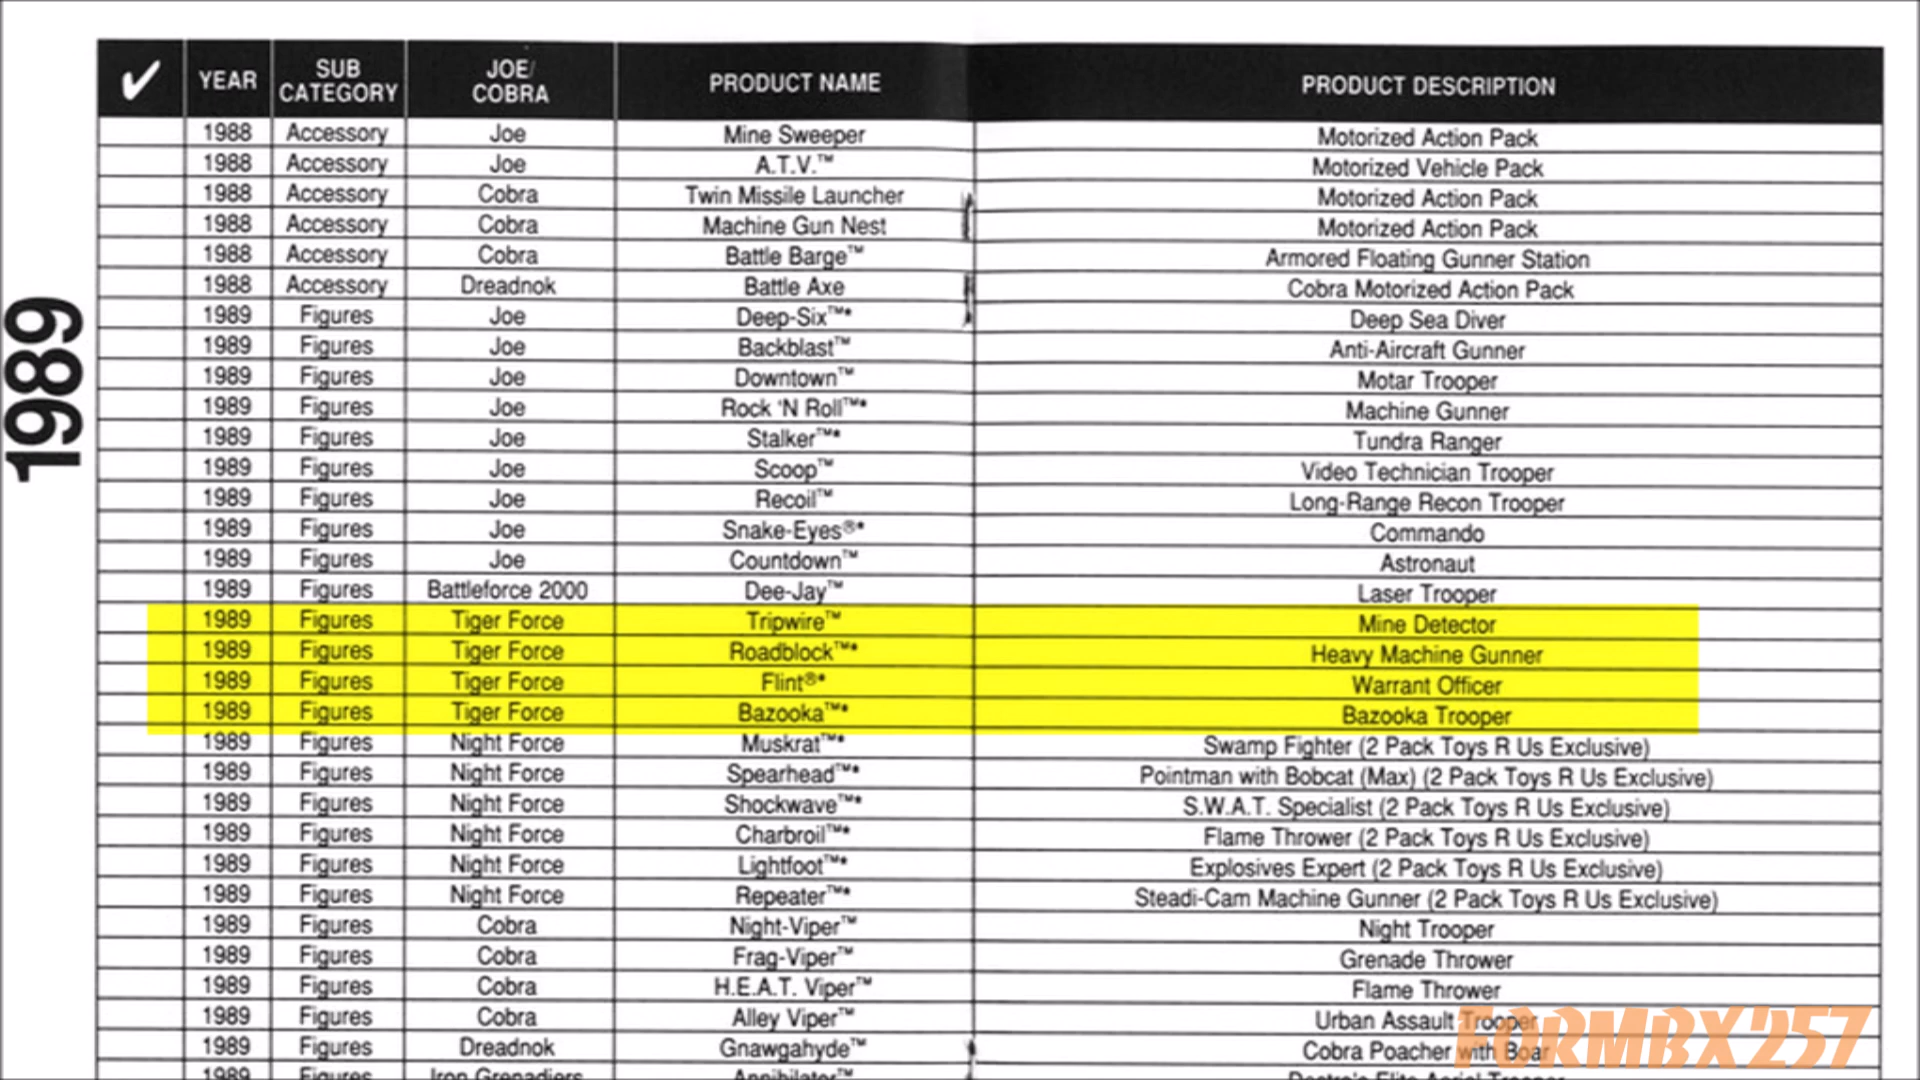 1989
✓ YEAR SUB CATEGORY JOE/ COBRA PRODUCT NAME PRODUCT DESCRIPTION
1988 Accessory Joe Mine Sweeper Motorized Action Pack
1988 Accessory Joe A.T.V.™ Motorized Vehicle Pack
1988 Accessory Cobra Twin Missile Launcher Motorized Action Pack
1988 Accessory Cobra Machine Gun Nest Motorized Action Pack
1988 Accessory Cobra Battle Barge™ Armored Floating Gunner Station
1988 Accessory Dreadnok Battle Axe Cobra Motorized Action Pack
1989 Figures Joe Deep-Six™* Deep Sea Diver
1989 Figures Joe Backblast™ Anti-Aircraft Gunner
1989 Figures Joe Downtown™ Motar Trooper
1989 Figures Joe Rock 'N Roll™* Machine Gunner
1989 Figures Joe Stalker™* Tundra Ranger
1989 Figures Joe Scoop™ Video Technician Trooper
1989 Figures Joe Recoil™ Long-Range Recon Trooper
1989 Figures Joe Snake-Eyes®* Commando
1989 Figures Joe Countdown™ Astronaut
1989 Figures Battleforce 2000 Dee-Jay™ Laser Trooper
1989 Figures Tiger Force Tripwire™ Mine Detector
1989 Figures Tiger Force Roadblock™* Heavy Machine Gunner
1989 Figures Tiger Force Flint®* Warrant Officer
1989 Figures Tiger Force Bazooka™* Bazooka Trooper
1989 Figures Night Force Muskrat™* Swamp Fighter (2 Pack Toys R Us Exclusive)
1989 Figures Night Force Spearhead™* Pointman with Bobcat (Max) (2 Pack Toys R Us Exclusive)
1989 Figures Night Force Shockwave™* S.W.A.T. Specialist (2 Pack Toys R Us Exclusive)
1989 Figures Night Force Charbroil™* Flame Thrower (2 Pack Toys R Us Exclusive)
1989 Figures Night Force Lightfoot™* Explosives Expert (2 Pack Toys R Us Exclusive)
1989 Figures Night Force Repeater™* Steadi-Cam Machine Gunner (2 Pack Toys R Us Exclusive)
1989 Figures Cobra Night-Viper™ Night Trooper
1989 Figures Cobra Frag-Viper™ Grenade Thrower
1989 Figures Cobra H.E.A.T. Viper™ Flame Thrower
1989 Figures Cobra Alley Viper™ Urban Assault Trooper
1989 Figures Dreadnok Gnawgahyde™ Cobra Poacher with Boar
1989 Figures Iron Grenadiers Annihilator™ Destro's Elite Aerial Trooper
FORMBX257